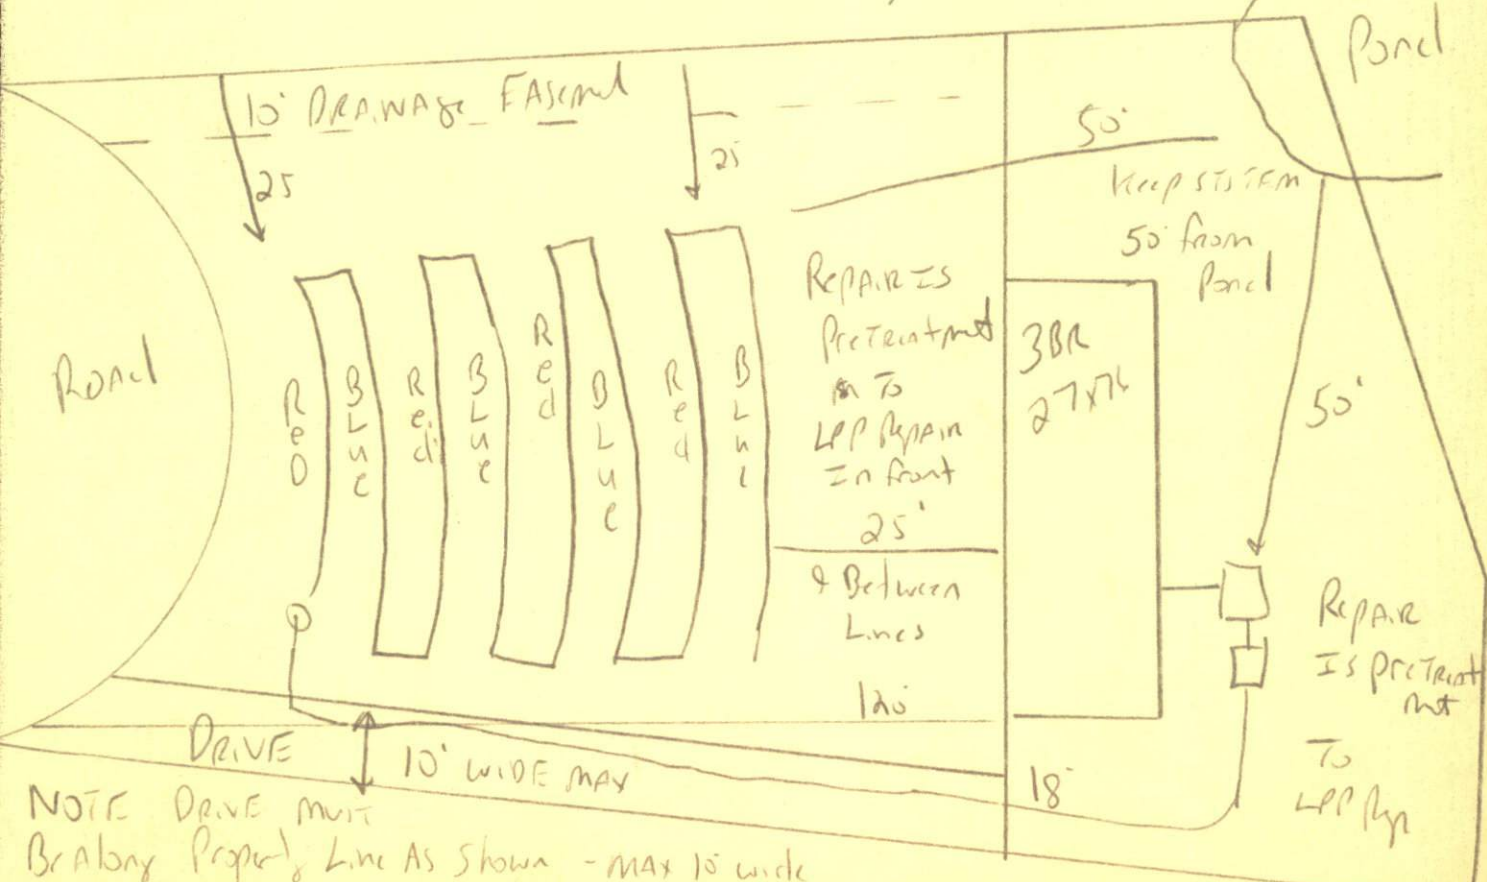 Pond
10' DRAINAGE EASEMENT
50'
25
25
Keep SYSTEM
50' from
Pond
Road
Red
Blue
Red
Blue
Red
Blue
Red
Blue
Repair Is
Pretreatment
To
LPP Repair
In front
25'
& Between
Lines
3BR
27x76
50'
Repair
Is pretreat
mt
To
LPP Rep
120'
DRIVE
10' WIDE MAX
18'
NOTE DRIVE MUST
Be Along Property Line As Shown - MAX 10' wide